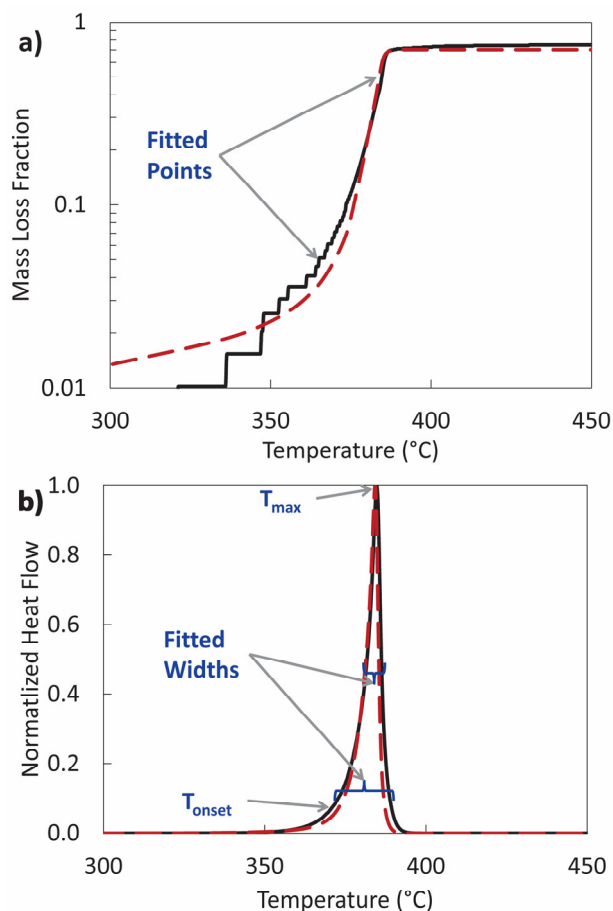 a)
1
0.1
0.01
Mass Loss Fraction
Fitted
Points
300
350
400
450
Temperature (°C)
b)
1.0
0.8
0.6
0.4
0.2
0.0
Normatlized Heat Flow
Tmax
Fitted
Widths
Tonset
300
350
400
450
Temperature (°C)